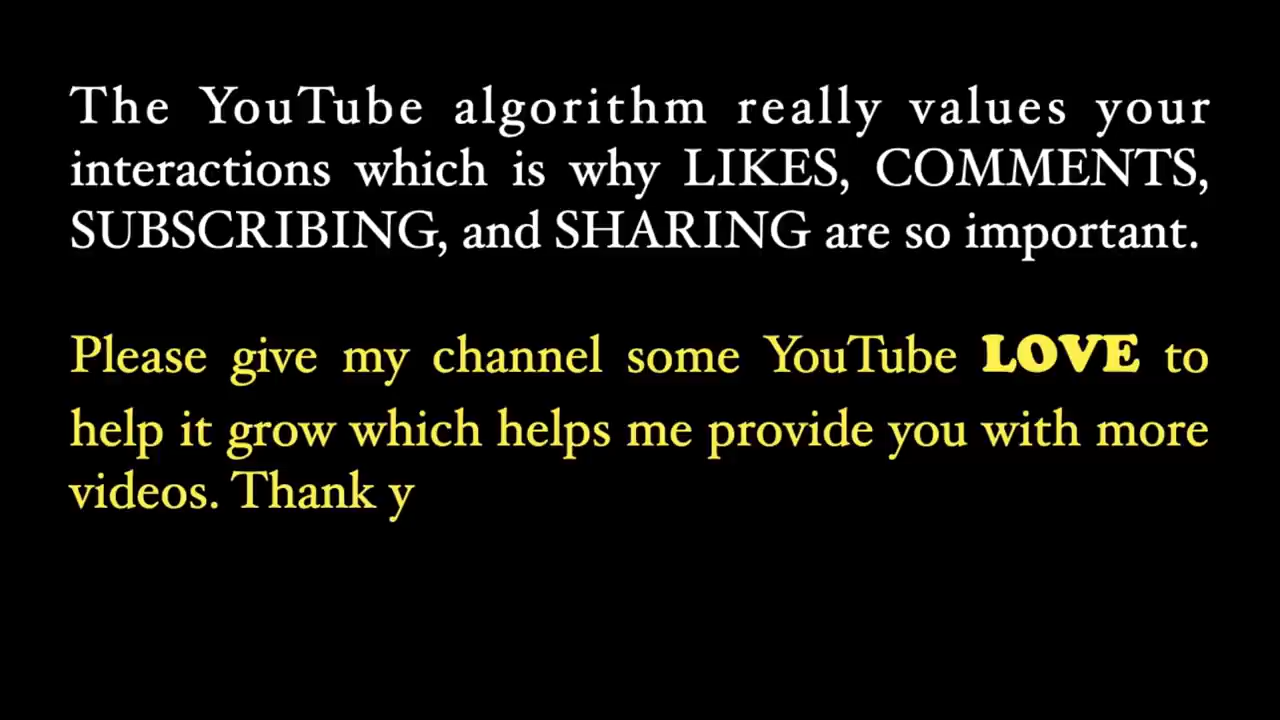 The YouTube algorithm really values your
interactions which is why LIKES, COMMENTS,
SUBSCRIBING, and SHARING are so important.
Please give my channel some YouTube LOVE to
help it grow which helps me provide you with more
videos. Thank y